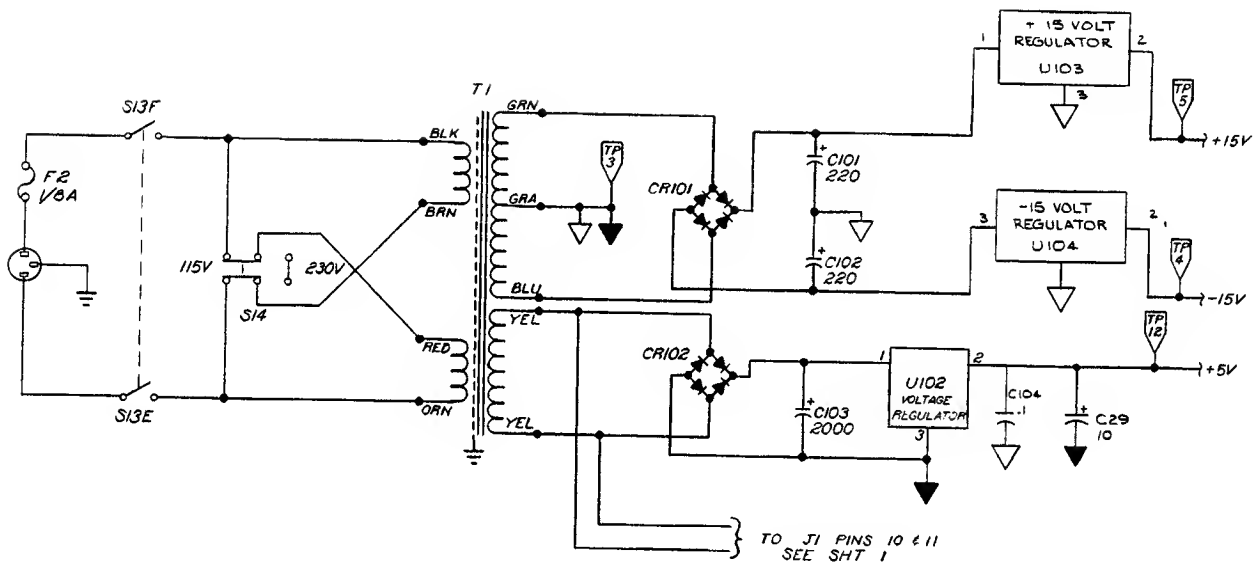 + 15 VOLT
REGULATOR
U103
1
2
3
TP
5
+15V
S13F
T1
GRN
BLK
F2
1/8A
TP
3
C101
220
CR101
GRA
BRN
-15 VOLT
REGULATOR
U104
3
2
1
TP
4
-15V
115V
230V
C102
220
S14
BLU
YEL
TP
12
RED
CR102
1
2
+5V
U102
VOLTAGE
REGULATOR
3
C103
2000
C104
.1
C29
10
S13E
ORN
YEL
TO J1 PINS 10 & 11
SEE SHT 1